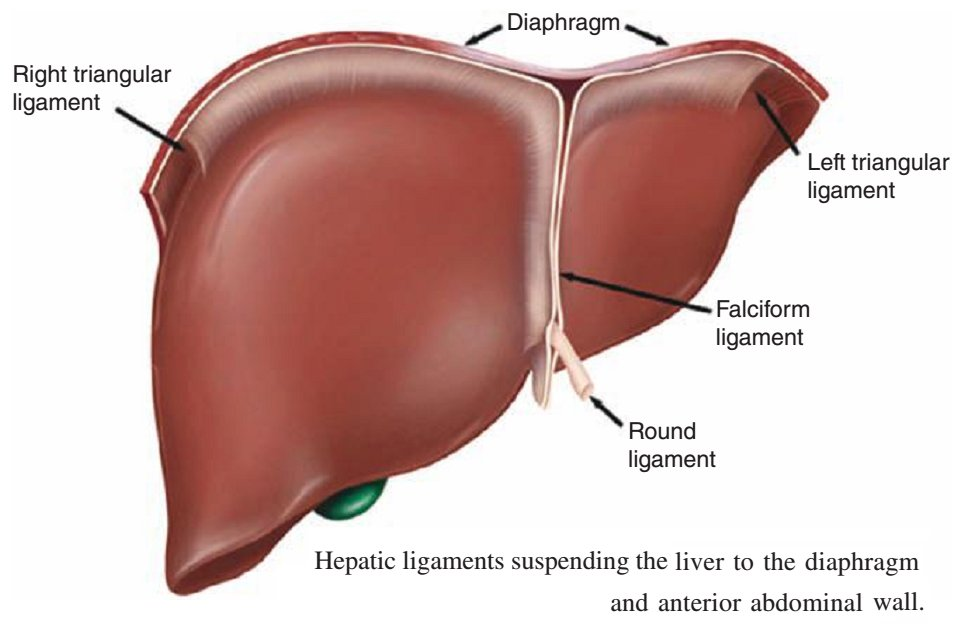 Diaphragm
Right triangular
ligament
Left triangular
ligament
Falciform
ligament
Round
ligament
Hepatic ligaments suspending the liver to the diaphragm
and anterior abdominal wall.